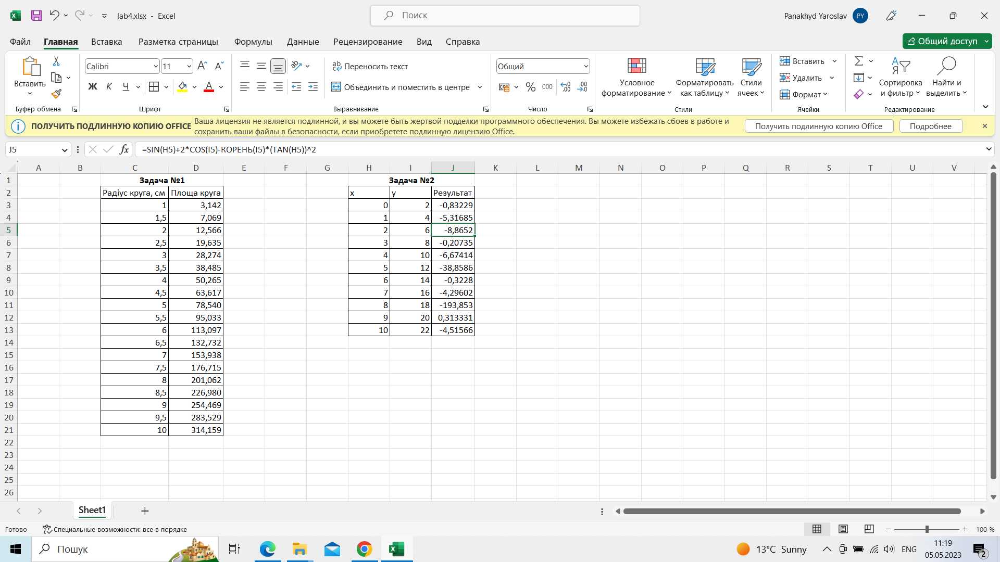 lab4.xlsx - Excel
Поиск
Panakhyd Yaroslav PY
Файл Главная Вставка Разметка страницы Формулы Данные Рецензирование Вид Справка Общий доступ
Вставить
Буфер обмена
Calibri 11
Ж К Ч А
Шрифт
Переносить текст
Объединить и поместить в центре
Выравнивание
Общий
% 000
Число
Условное форматирование
Форматировать как таблицу
Стили ячеек
Стили
Вставить
Удалить
Формат
Ячейки
Сортировка и фильтр
Найти и выделить
Редактирование
ПОЛУЧИТЬ ПОДЛИННУЮ КОПИЮ OFFICE
Ваша лицензия не является подлинной, и вы можете быть жертвой подделки программного обеспечения. Вы можете избежать сбоев в работе и
сохранить ваши файлы в безопасности, если приобретете подлинную лицензию Office.
Получить подлинную копию Office
Подробнее
J5 fx =SIN(H5)+2*COS(I5)-КОРЕНЬ(I5)*(TAN(H5))^2
A B C D E F G H I J K L M N O P Q R S T U V
1 Задача №1 Задача №2
2 Радіус круга, см Площа круга x y Результат
3 1 3,142 0 2 -0,83229
4 1,5 7,069 1 4 -5,31685
5 2 12,566 2 6 -8,8652
6 2,5 19,635 3 8 -0,20735
7 3 28,274 4 10 -6,67414
8 3,5 38,485 5 12 -38,8586
9 4 50,265 6 14 -0,3228
10 4,5 63,617 7 16 -4,29602
11 5 78,540 8 18 -193,853
12 5,5 95,033 9 20 0,313331
13 6 113,097 10 22 -4,51566
14 6,5 132,732
15 7 153,938
16 7,5 176,715
17 8 201,062
18 8,5 226,980
19 9 254,469
20 9,5 283,529
21 10 314,159
22
23
24
25
26
Sheet1
Готово Специальные возможности: все в порядке 100 %
Пошук
13°C Sunny ENG
11:19
05.05.2023
2